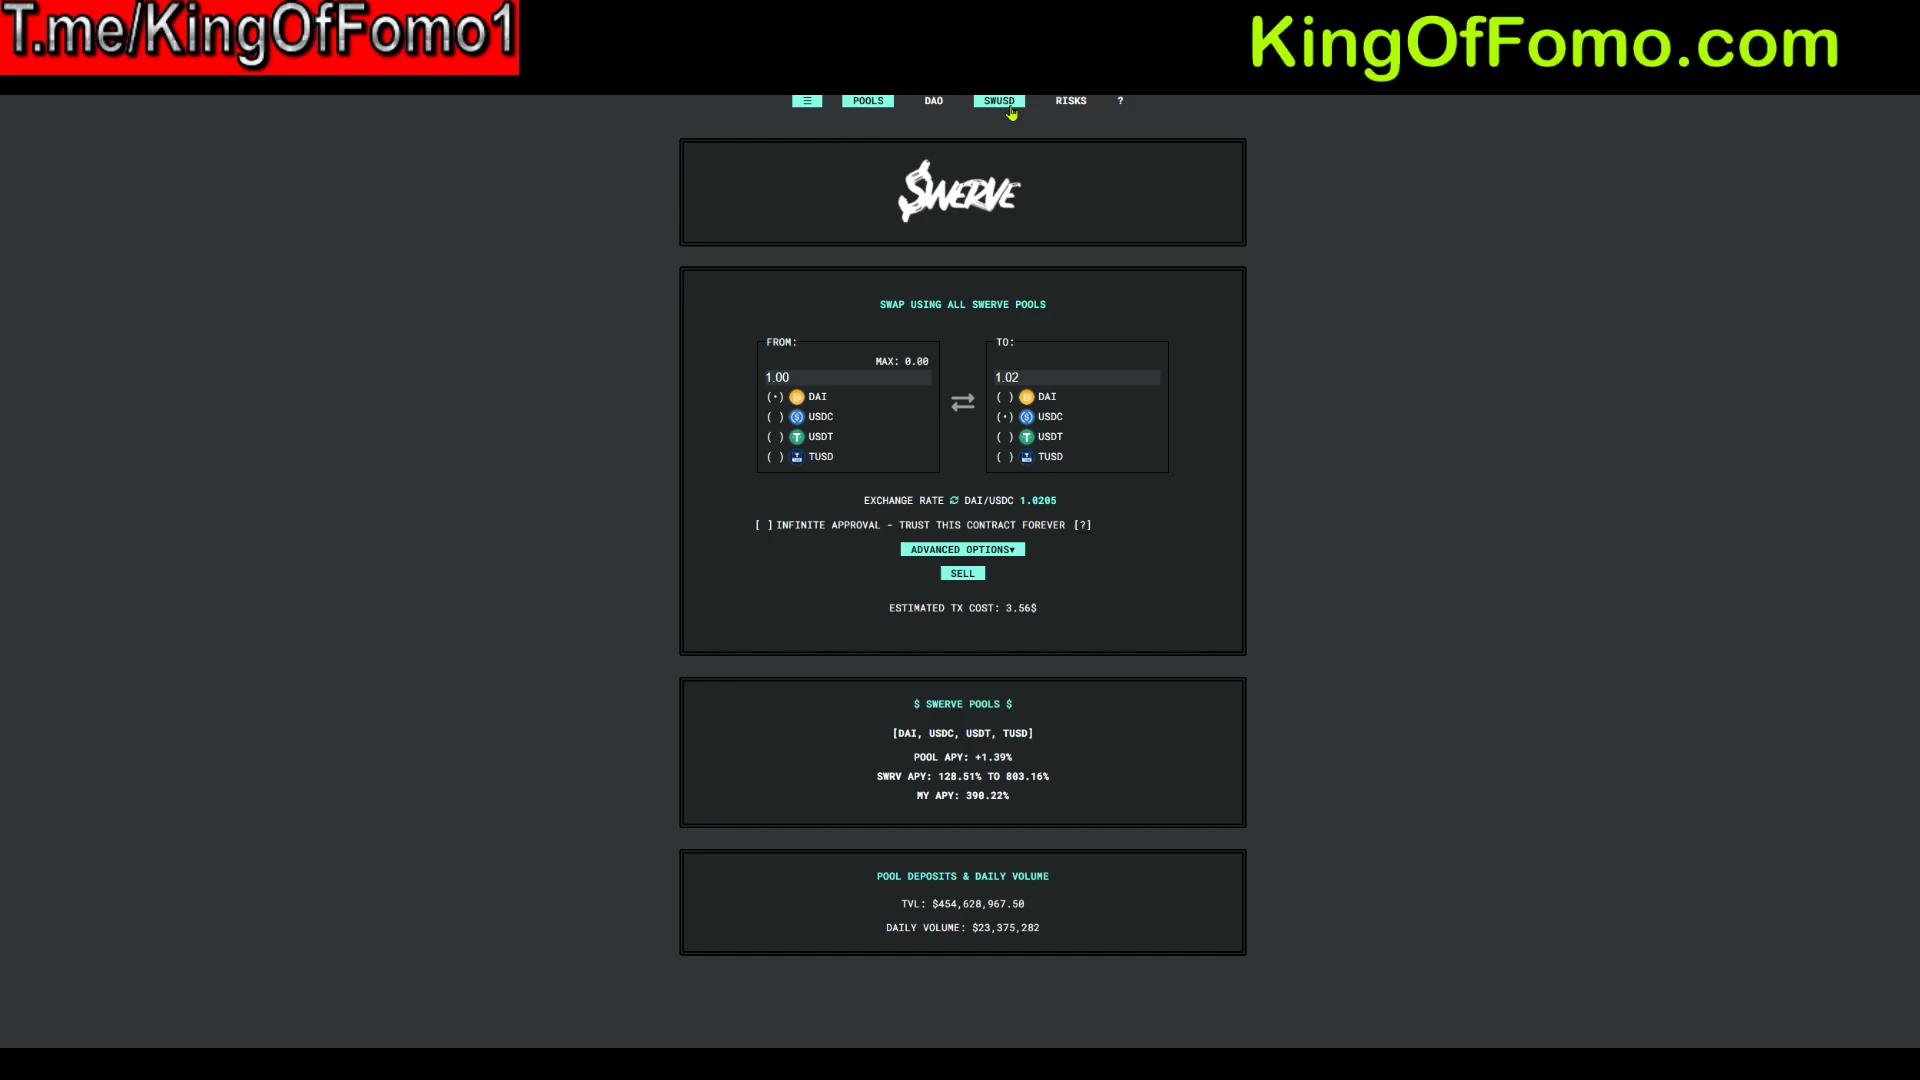 T.me/KingOfFomo1
KingOfFomo.com
☰ POOLS DAO SWUSD RISKS ?
$WERVE
SWAP USING ALL SWERVE POOLS
FROM:
MAX: 0.00
1.00
(•) DAI
( ) USDC
( ) USDT
( ) TUSD
TO:
1.02
( ) DAI
(•) USDC
( ) USDT
( ) TUSD
EXCHANGE RATE DAI/USDC 1.0205
[ ] INFINITE APPROVAL - TRUST THIS CONTRACT FOREVER [?]
ADVANCED OPTIONS▾
SELL
ESTIMATED TX COST: 3.56$
$ SWERVE POOLS $
[DAI, USDC, USDT, TUSD]
POOL APY: +1.39%
SWRV APY: 128.51% TO 803.16%
MY APY: 390.22%
POOL DEPOSITS & DAILY VOLUME
TVL: $454,628,967.50
DAILY VOLUME: $23,375,282